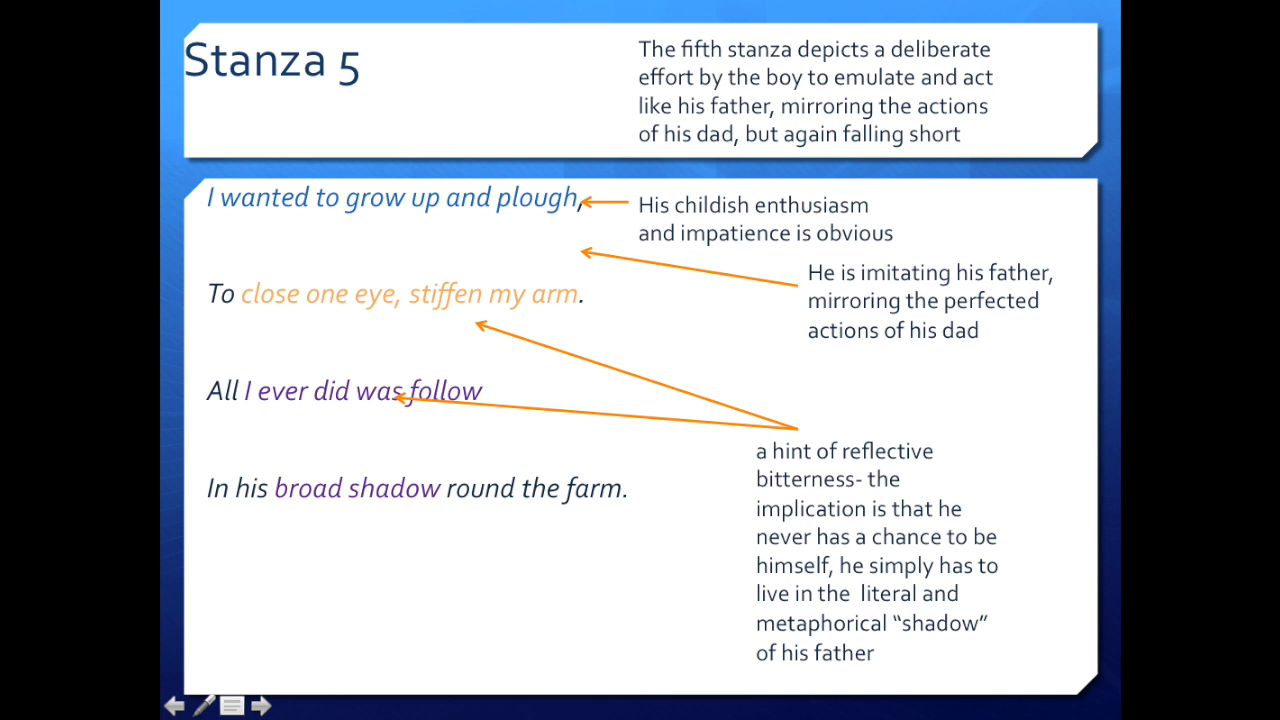 Stanza 5
The fifth stanza depicts a deliberate
effort by the boy to emulate and act
like his father, mirroring the actions
of his dad, but again falling short
I wanted to grow up and plough,
His childish enthusiasm
and impatience is obvious
He is imitating his father,
mirroring the perfected
actions of his dad
To close one eye, stiffen my arm.
All I ever did was follow
In his broad shadow round the farm.
a hint of reflective
bitterness- the
implication is that he
never has a chance to be
himself, he simply has to
live in the  literal and
metaphorical “shadow”
of his father